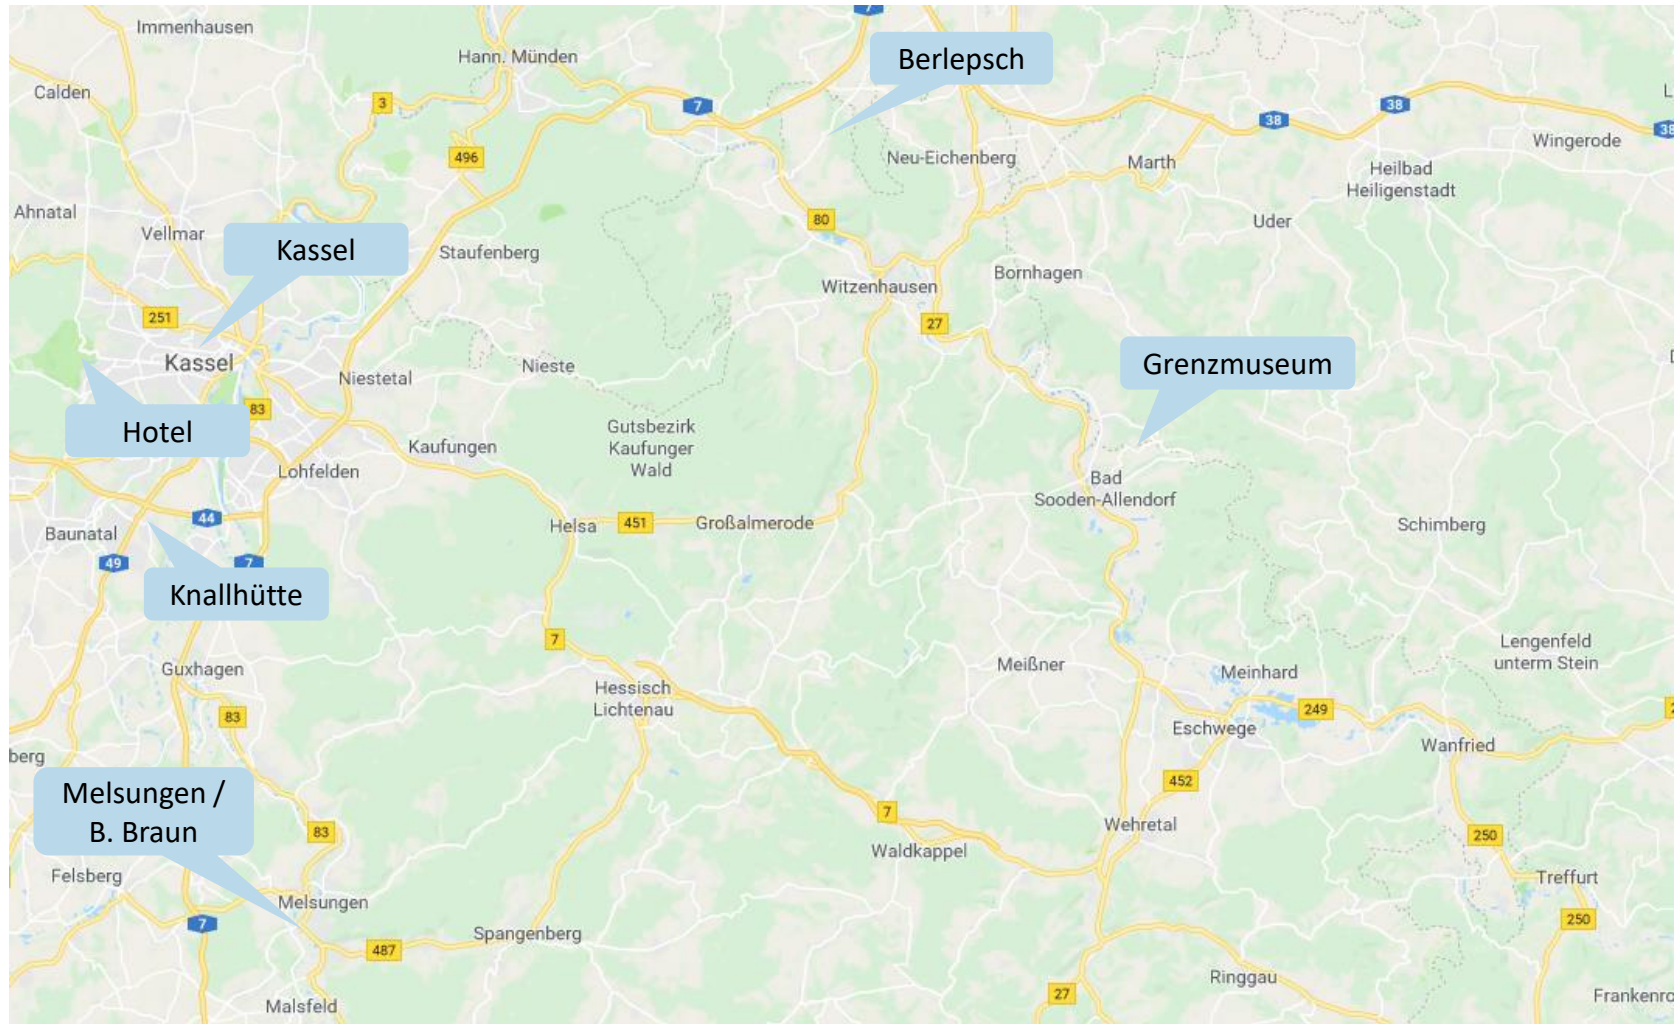 7
Immenhausen
Hann. Münden
Berlepsch
Calden
3
7
38
38
38
L
Wingerode
496
Neu-Eichenberg
Marth
Heilbad
Heiligenstadt
Ahnatal
Vellmar
Kassel
Staufenberg
80
Uder
Witzenhausen
Bornhagen
251
27
Kassel
Niestetal
Nieste
Grenzmuseum
Hotel
83
Kaufungen
Gutsbezirk
Kaufunger
Wald
Lohfelden
Bad
Sooden-Allendorf
44
Baunatal
Helsa
451
Großalmerode
Schimberg
49
7
Knallhütte
7
Guxhagen
Hessisch
Lichtenau
Meißner
Meinhard
Lengenfeld
unterm Stein
83
249
2
Eschwege
Wanfried
berg
Melsungen /
B. Braun
452
7
83
Wehretal
250
Waldkappel
Felsberg
Treffurt
Melsungen
7
250
487
Spangenberg
Ringgau
27
Malsfeld
Frankenro